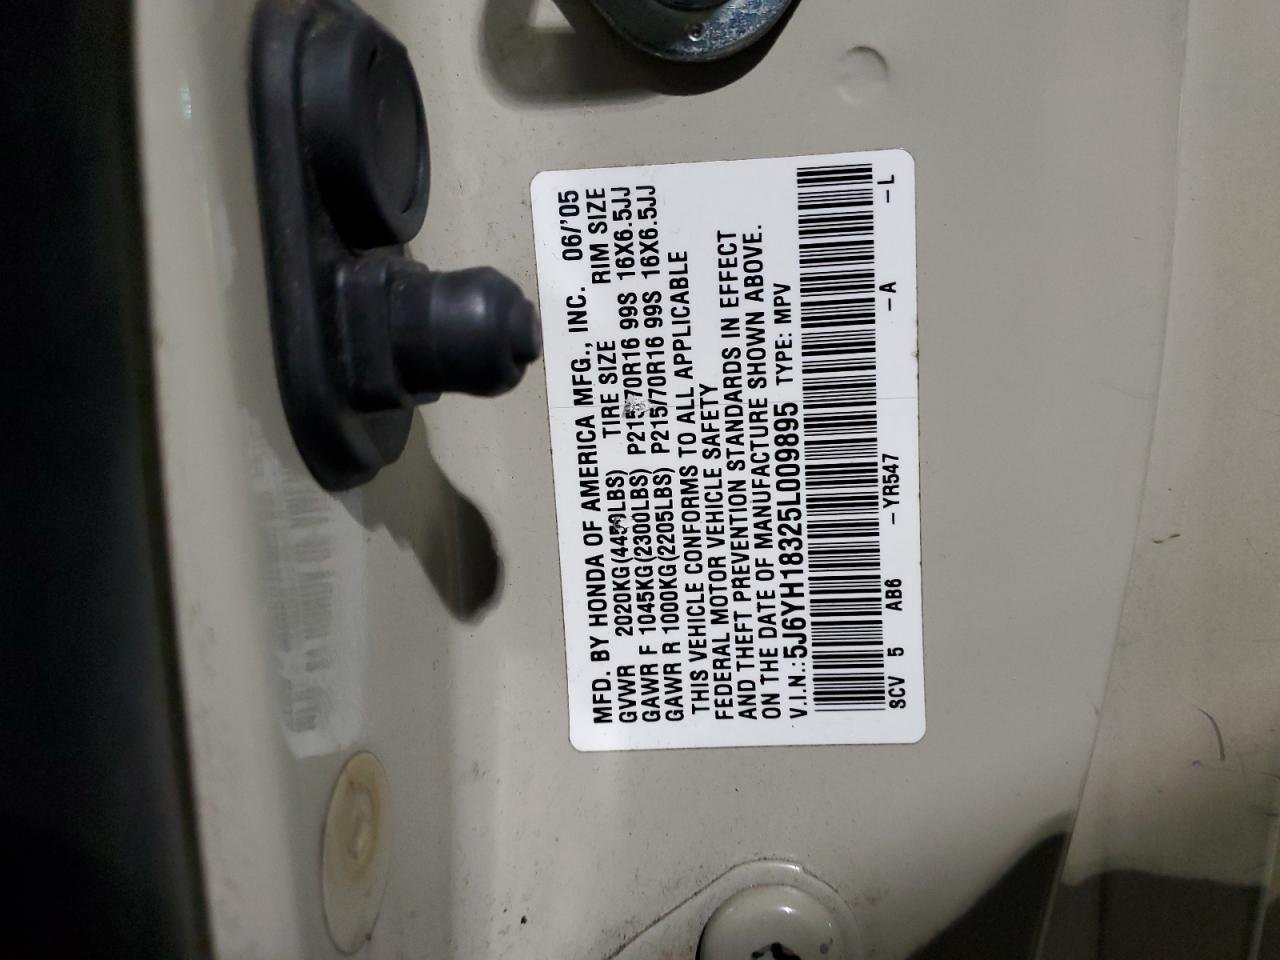 MFD. BY HONDA OF AMERICA MFG., INC. 06/'05
GVWR 2020KG(4450LBS) TIRE SIZE RIM SIZE
GAWR F 1045KG(2300LBS) P215/70R16 99S 16X6.5JJ
GAWR R 1000KG(2205LBS) P215/70R16 99S 16X6.5JJ
THIS VEHICLE CONFORMS TO ALL APPLICABLE
FEDERAL MOTOR VEHICLE SAFETY
AND THEFT PREVENTION STANDARDS IN EFFECT
ON THE DATE OF MANUFACTURE SHOWN ABOVE.
V.I.N.:5J6YH18325L009895 TYPE: MPV
SCV 5 AB6 -YR547 -A -L